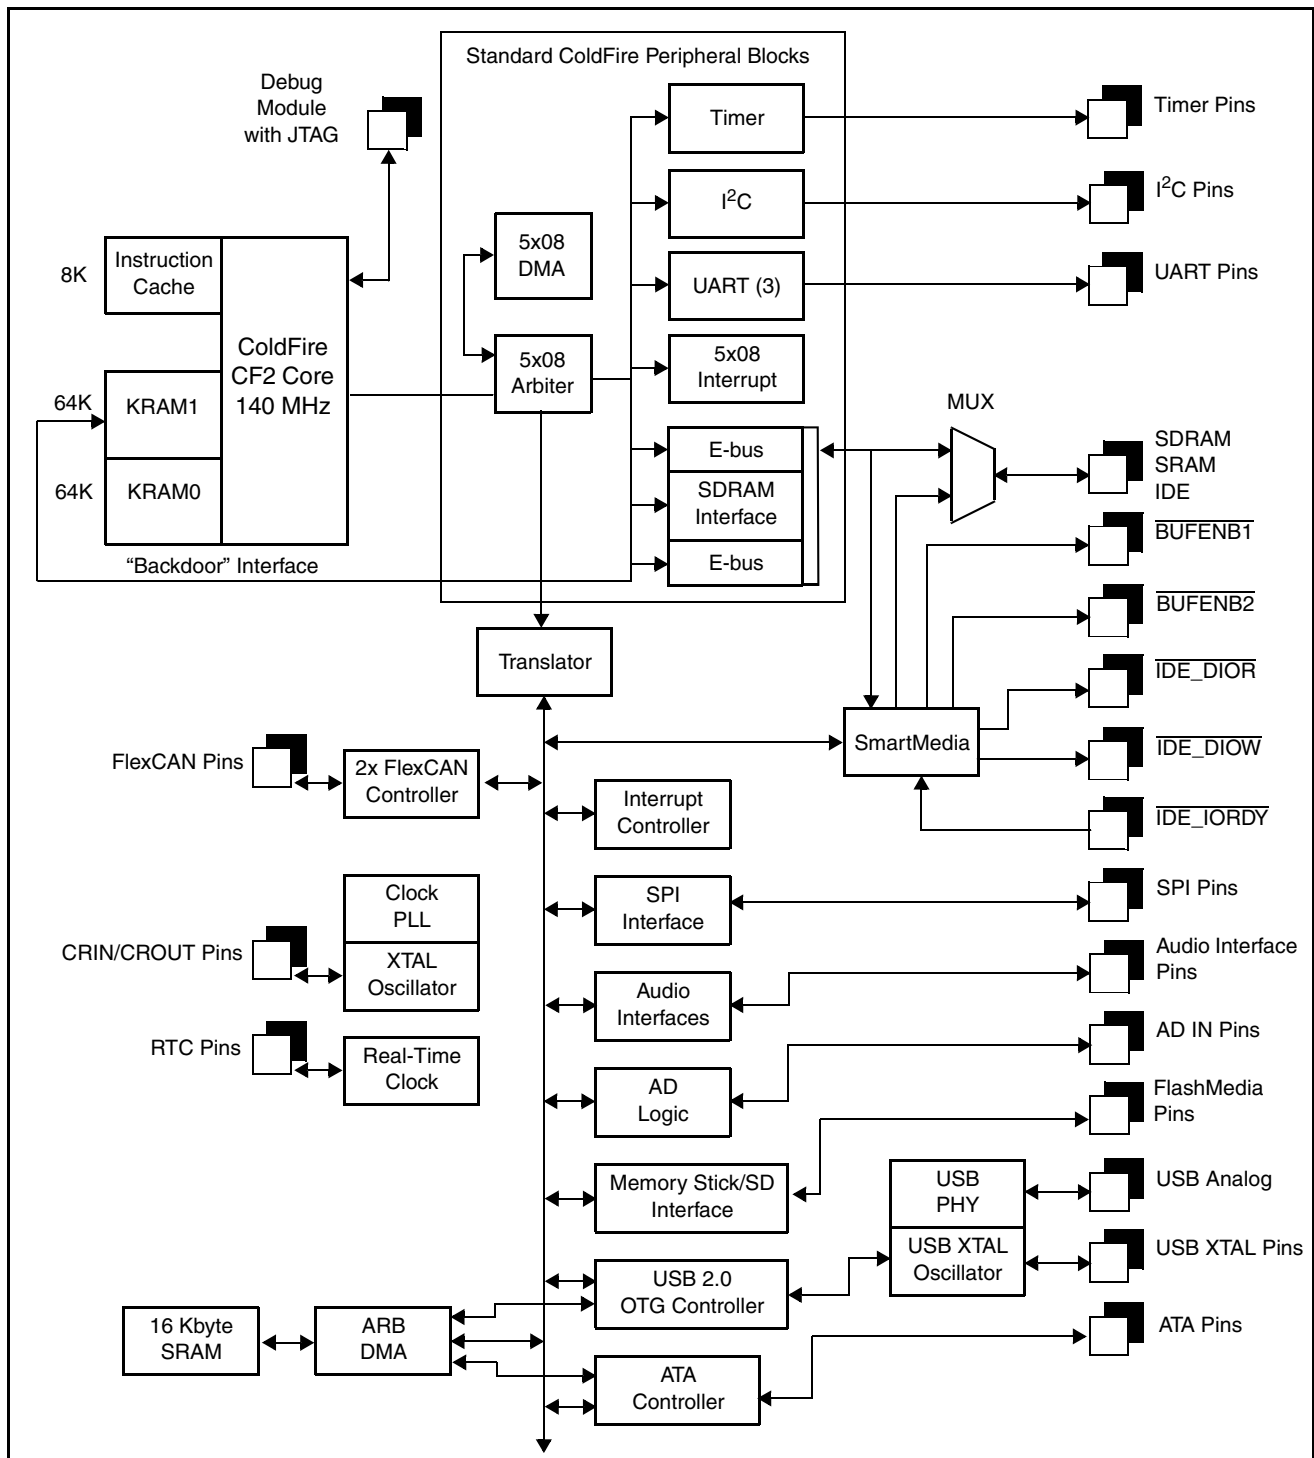 Standard ColdFire Peripheral Blocks
Debug
Module
with JTAG
Timer
Timer Pins
I²C
I²C Pins
5x08
DMA
UART (3)
UART Pins
8K
Instruction
Cache
ColdFire
CF2 Core
140 MHz
5x08
Arbiter
5x08
Interrupt
64K
KRAM1
64K
KRAM0
“Backdoor” Interface
E-bus
SDRAM
Interface
E-bus
MUX
SDRAM
SRAM
IDE
BUFENB1
BUFENB2
IDE_DIOR
IDE_DIOW
IDE_IORDY
Translator
SmartMedia
FlexCAN Pins
2x FlexCAN
Controller
Interrupt
Controller
Clock
PLL
SPI
Interface
SPI Pins
CRIN/CROUT Pins
XTAL
Oscillator
Audio
Interfaces
Audio Interface
Pins
RTC Pins
Real-Time
Clock
AD
Logic
AD IN Pins
FlashMedia
Pins
Memory Stick/SD
Interface
USB
PHY
USB Analog
USB XTAL
Oscillator
USB XTAL Pins
USB 2.0
OTG Controller
16 Kbyte
SRAM
ARB
DMA
ATA Pins
ATA
Controller